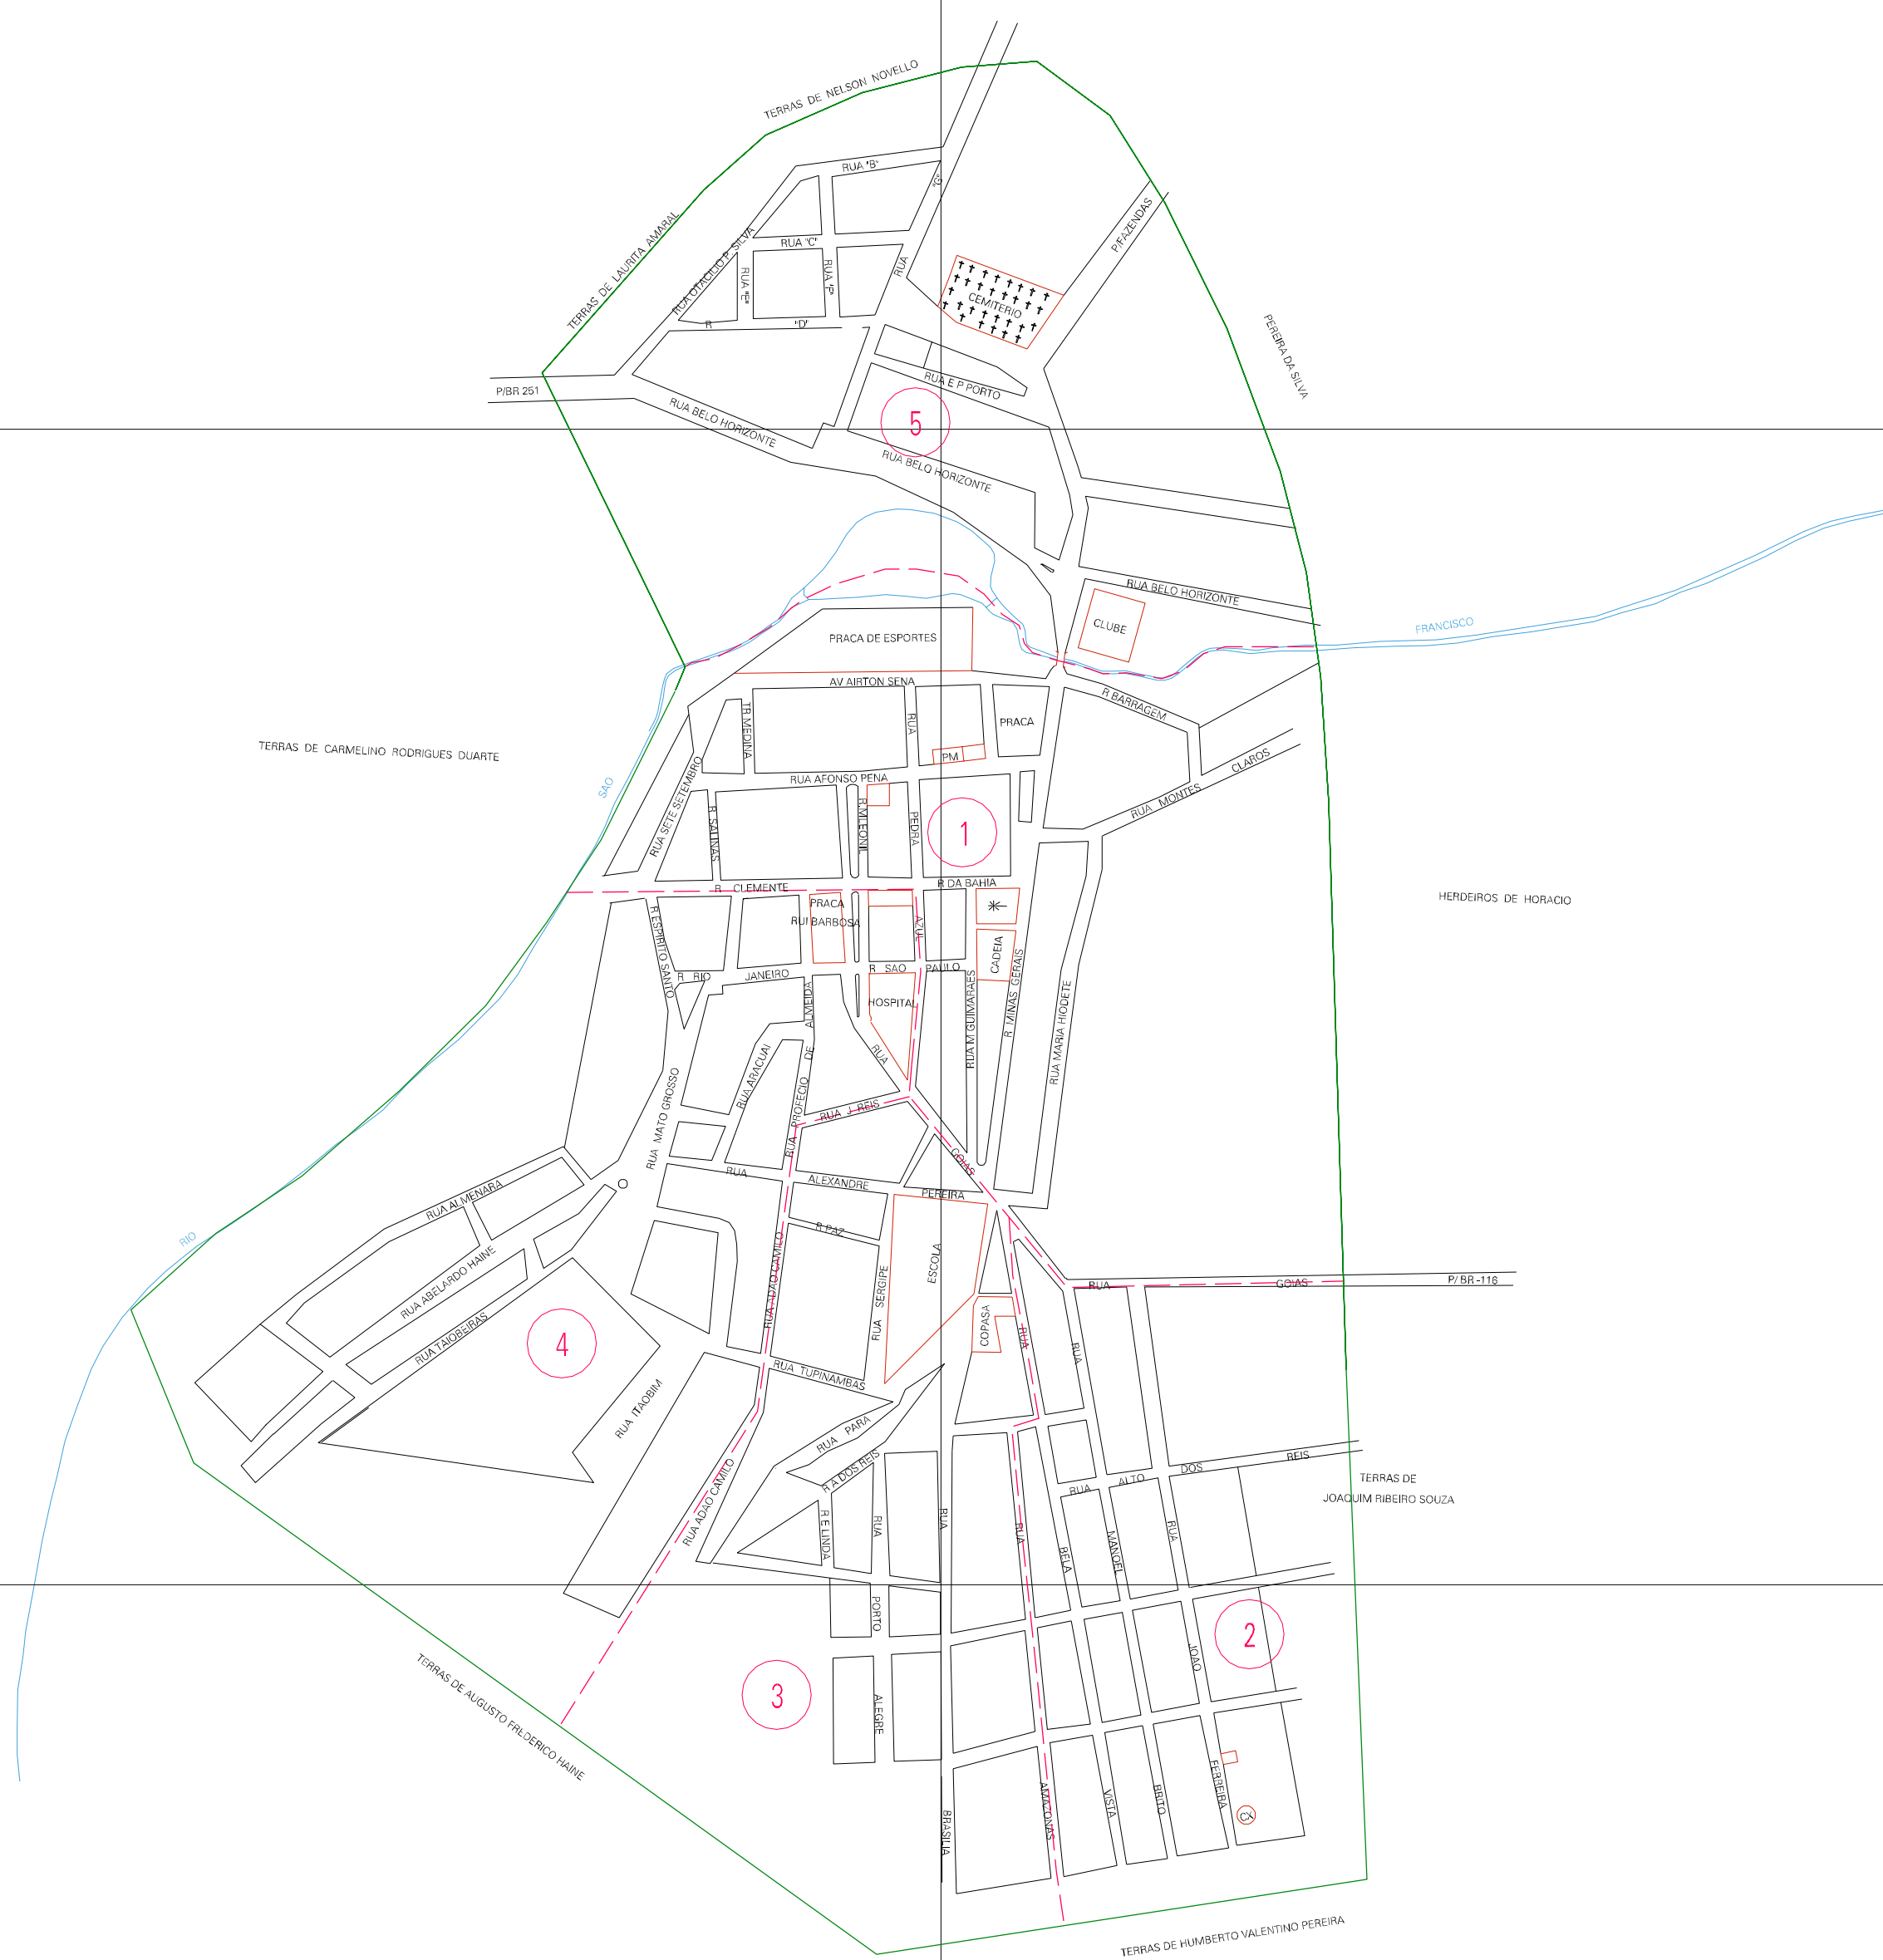 TERRAS DE NELSON NOVELLO
RUA "B"
"G"
TERRAS DE LAURITA AMARAL
RUA OTACILIO P. SILVA
RUA "C"
RUA "E"
RUA "F"
RUA
P/FAZENDAS
CEMITERIO
R "D"
PEREIRA DA SILVA
P/BR 251
RUA E P PORTO
RUA BELO HORIZONTE
5
RUA BELO HORIZONTE
RUA BELO HORIZONTE
CLUBE
FRANCISCO
PRACA DE ESPORTES
AV AIRTON SENA
R BARRAGEM
TR MEDINA
RUA
PRACA
PM
TERRAS DE CARMELINO RODRIGUES DUARTE
SAO
RUA SETE SETEMBRO
RUA AFONSO PENA
RUA MONTES CLAROS
R SALINAS
R.M.LEONIL
PEDRA
1
R CLEMENTE
R DA BAHIA
HERDEIROS DE HORACIO
PRACA
RUI BARBOSA
AZUL
R ESPIRITO SANTO
CADEIA
R RIO JANEIRO
R SAO PAULO
HOSPITAL
ALMEIDA
RUA M GUIMARAES
R MINAS GERAIS
RUA MARIA HIODETE
RUA
RUA ARACUAI
DE
RUA MATO GROSSO
RUA PROFECIO
RUA J REIS
GOIAS
RUA ALEXANDRE PEREIRA
RUA ALMENARA
R PAZ
RIO
RUA ABELARDO HAINE
RUA ADAO CAMILO
RUA SERGIPE
ESCOLA
RUA GOIAS
P/ BR -116
RUA TAIOBEIRAS
4
COPASA
RUA
RUA
RUA TUPINAMBAS
RUA ITAOBIM
RUA PARA
R A DOS REIS
RUA ADAO CAMILO
RUA ALTO DOS REIS
TERRAS DE
JOAQUIM RIBEIRO SOUZA
R E LINDA
RUA
RUA
RUA
BELA
MANOEL
RUA
PORTO
2
JOAO
TERRAS DE AUGUSTO FREDERICO HAINE
3
ALEGRE
BRASILIA
AMAZONAS
VISTA
BRITO
FERREIRA
CX
TERRAS DE HUMBERTO VALENTINO PEREIRA